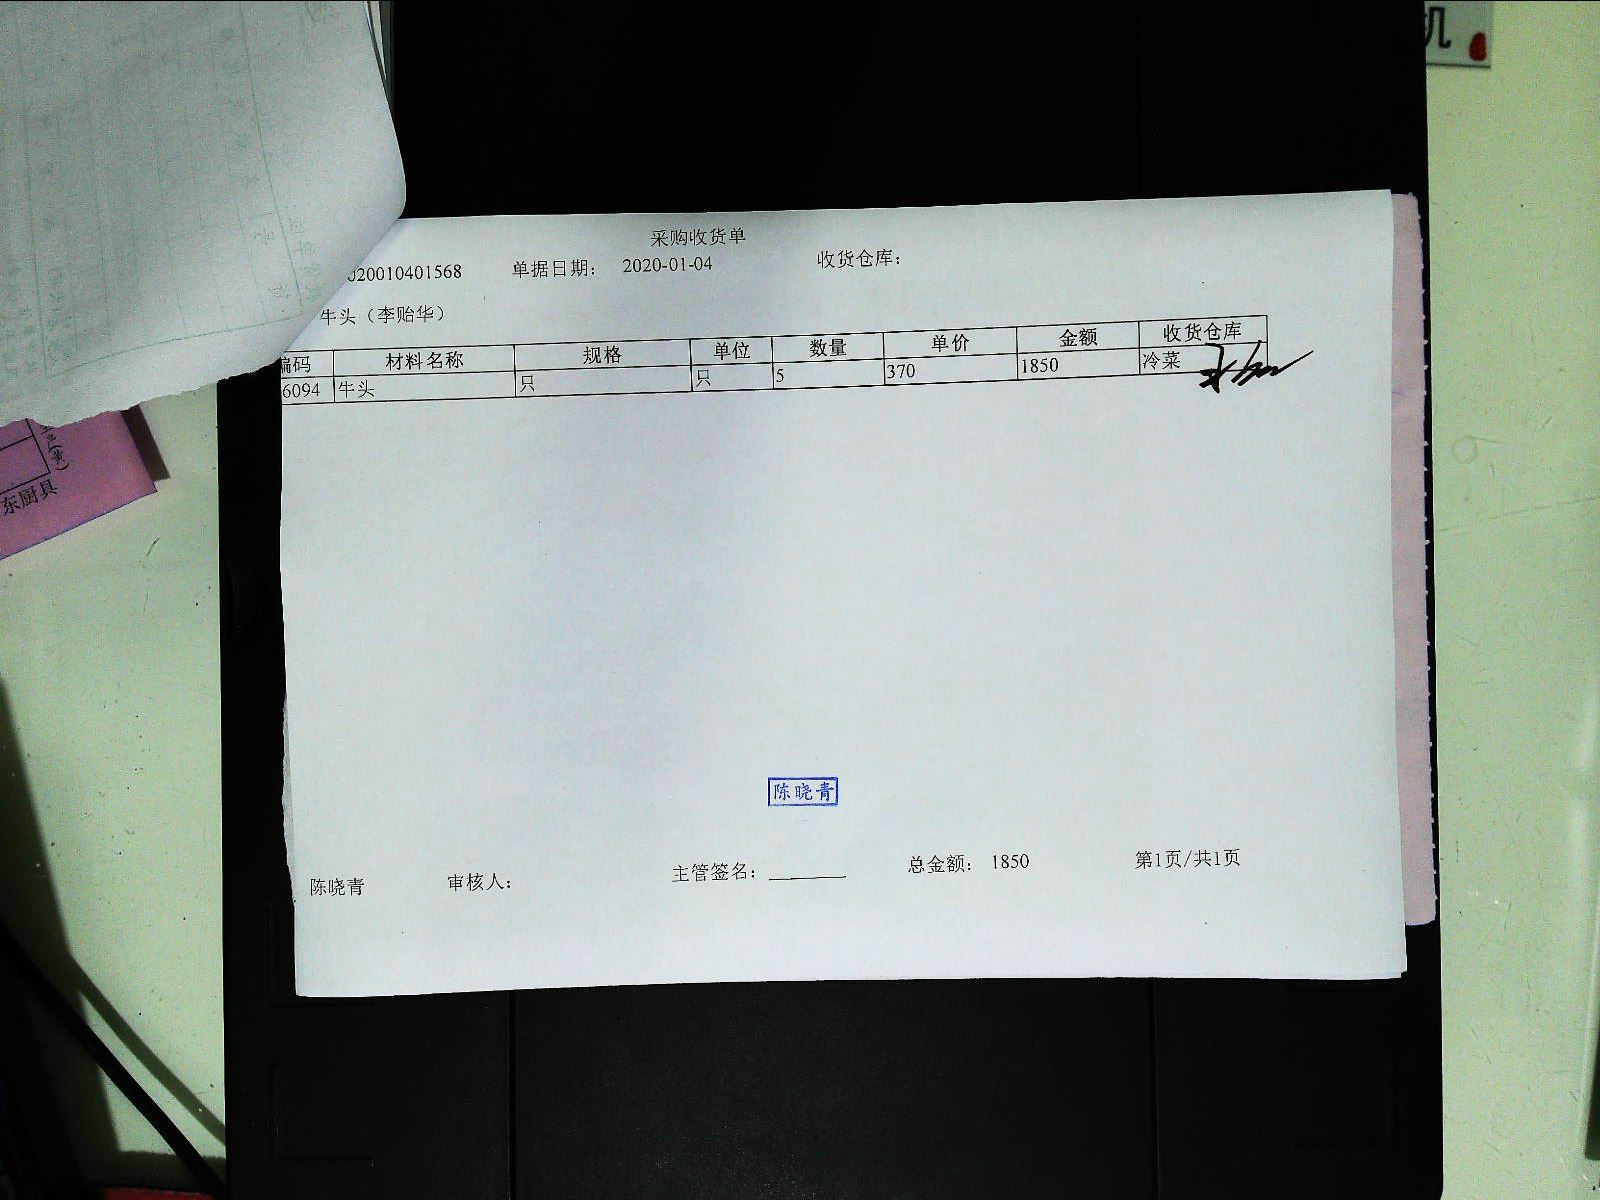 机
采购收货单
020010401568 单据日期： 2020-01-04 收货仓库：
牛头（李贻华）
编码 材料名称 规格 单位 数量 单价 金额 收货仓库
6094 牛头 只 只 5 370 1850 冷菜
东厨具
陈晓青
陈晓青 审核人： 主管签名： 总金额： 1850 第1页/共1页